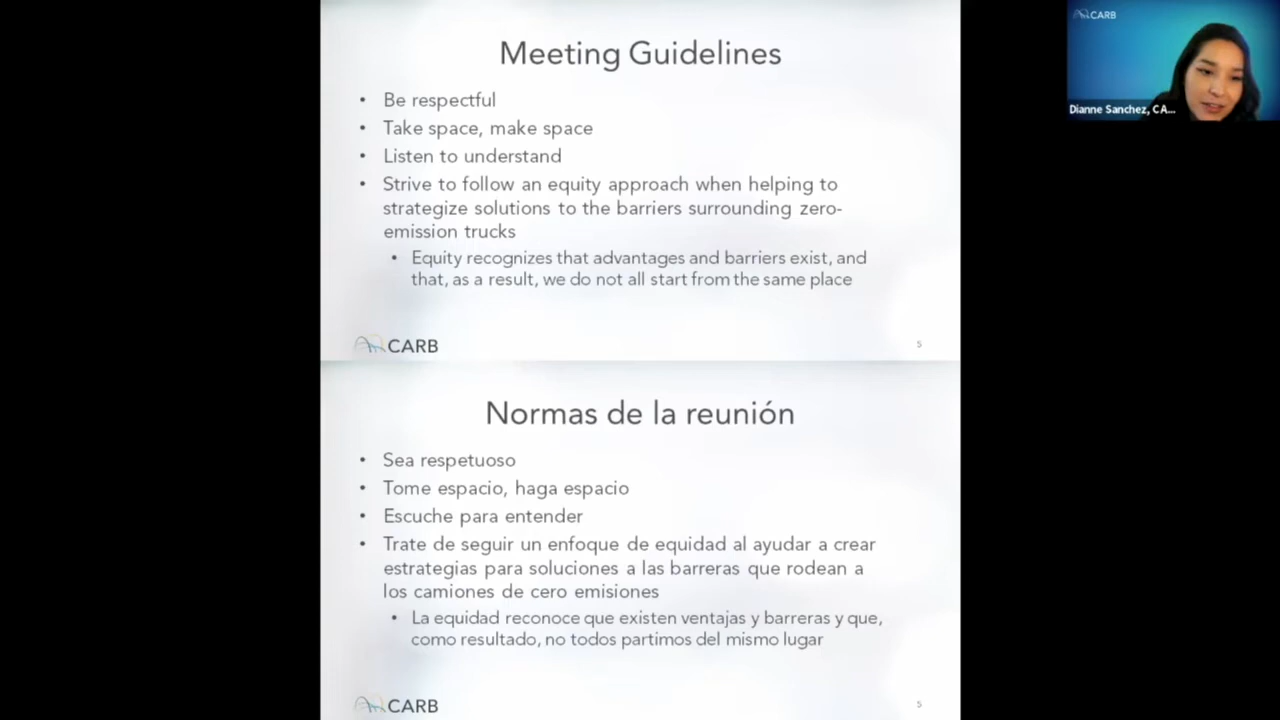 Meeting Guidelines
• Be respectful
• Take space, make space
• Listen to understand
• Strive to follow an equity approach when helping to
strategize solutions to the barriers surrounding zero-
emission trucks
• Equity recognizes that advantages and barriers exist, and
that, as a result, we do not all start from the same place
CARB
5
Normas de la reunión
• Sea respetuoso
• Tome espacio, haga espacio
• Escuche para entender
• Trate de seguir un enfoque de equidad al ayudar a crear
estrategias para soluciones a las barreras que rodean a
los camiones de cero emisiones
• La equidad reconoce que existen ventajas y barreras y que,
como resultado, no todos partimos del mismo lugar
CARB
5
CARB
Dianne Sanchez, CA...